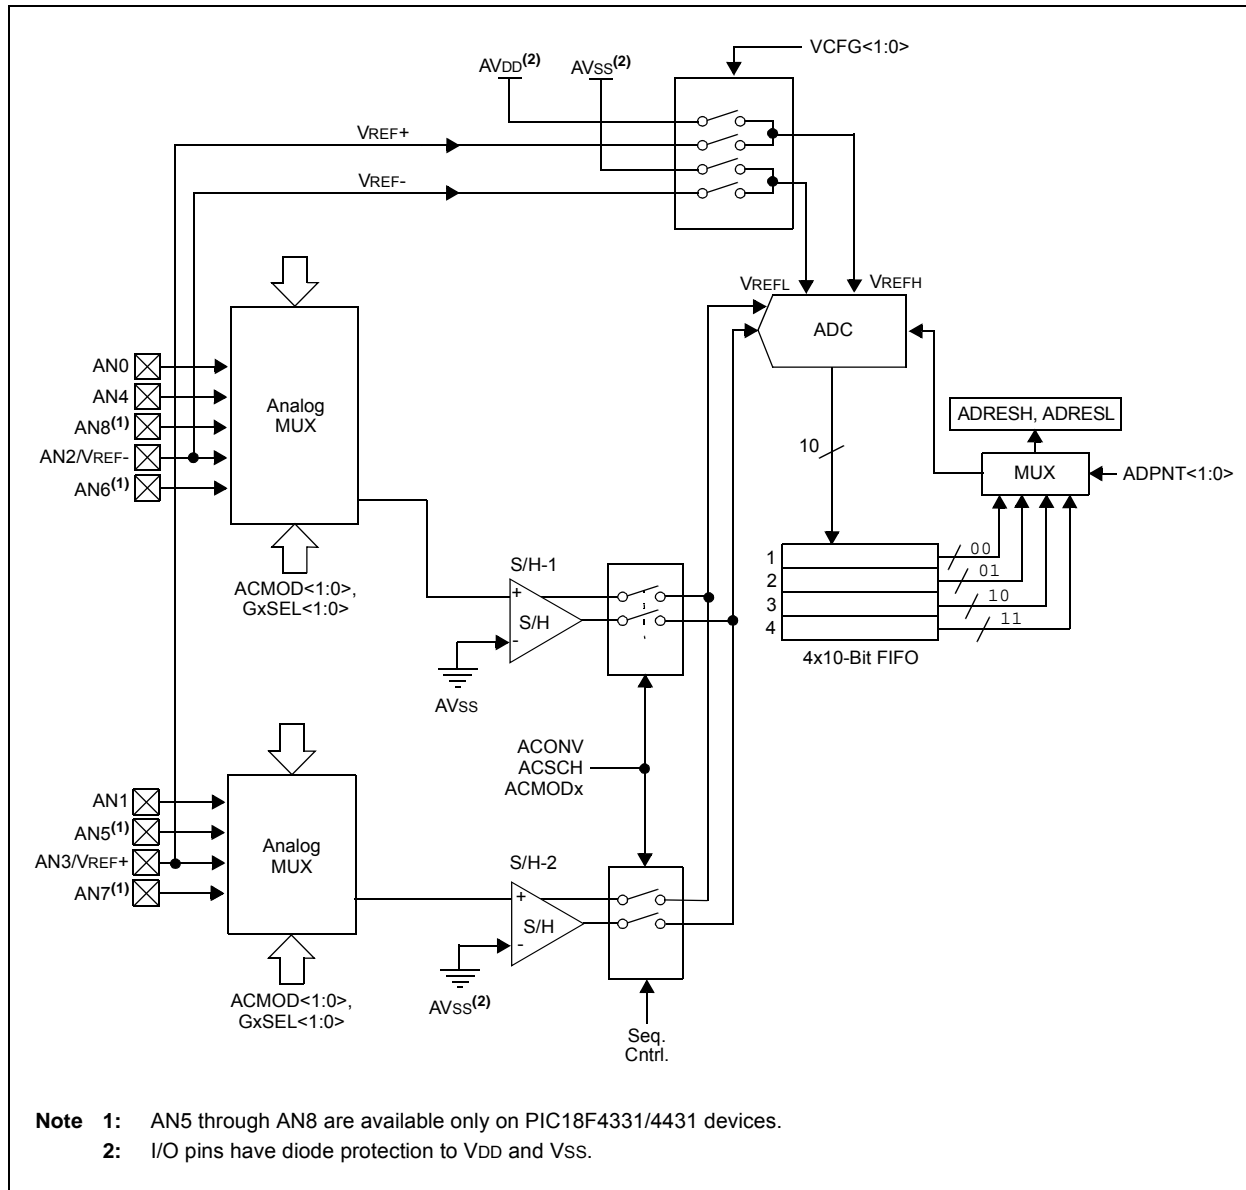 VCFG<1:0>
AVDD(2)
AVSS(2)
VREF+
VREF-
VREFL
VREFH
ADC
AN0
AN4
AN8(1)
AN2/VREF-
AN6(1)
Analog
MUX
ACMOD<1:0>,
GxSEL<1:0>
10
ADRESH, ADRESL
MUX
ADPNT<1:0>
1
2
3
4
00
01
10
11
4x10-Bit FIFO
S/H-1
+
S/H
-
AVSS
ACONV
ACSCH
ACMODx
AN1
AN5(1)
AN3/VREF+
AN7(1)
Analog
MUX
ACMOD<1:0>,
GxSEL<1:0>
S/H-2
+
S/H
-
AVSS(2)
Seq.
Cntrl.
Note 1: AN5 through AN8 are available only on PIC18F4331/4431 devices.
2: I/O pins have diode protection to VDD and VSS.